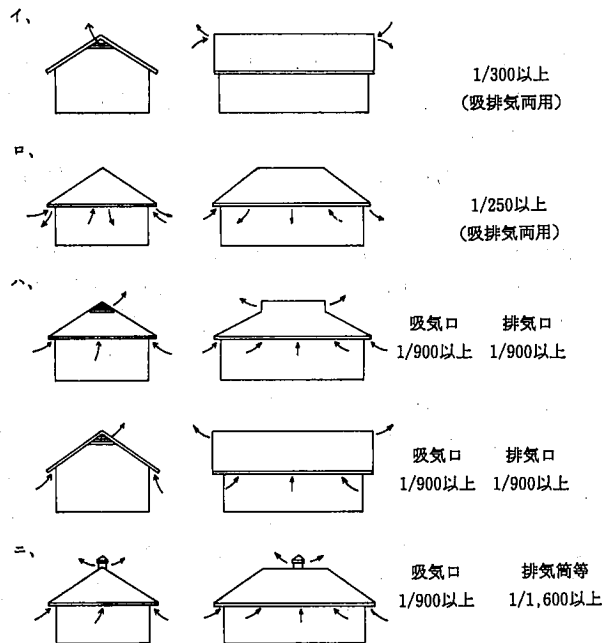 イ、
1/300以上
(吸排気両用)
ロ、
1/250以上
(吸排気両用)
ハ、
吸気口 排気口
1/900以上 1/900以上
吸気口 排気口
1/900以上 1/900以上
ニ、
吸気口 排気筒等
1/900以上 1/1,600以上